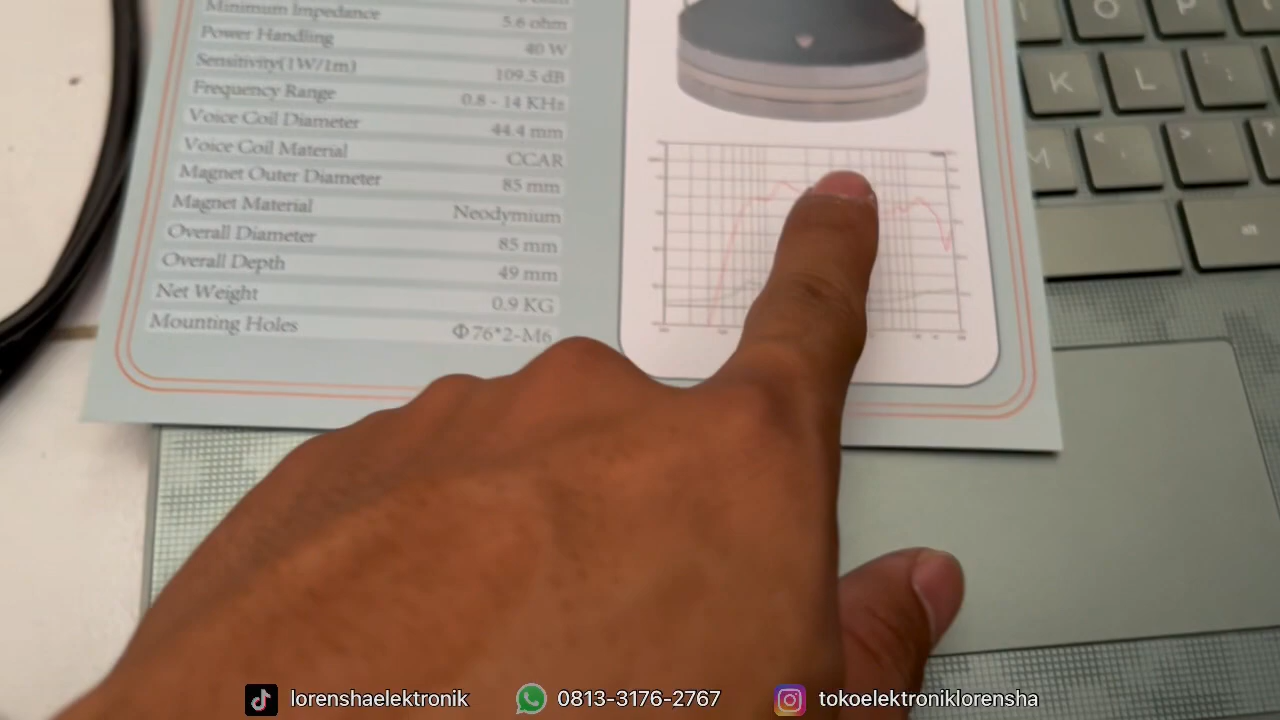 Minimum Impedance 5.6 ohm
Power Handling 40 W
Sensitivity(1W/1m) 109.5 dB
Frequency Range 0.8 - 14 KHz
Voice Coil Diameter 44.4 mm
Voice Coil Material CCAR
Magnet Outer Diameter 85 mm
Magnet Material Neodymium
Overall Diameter 85 mm
Overall Depth 49 mm
Net Weight 0.9 KG
Mounting Holes Φ76*2-M6
O P
K L : ;
M < >
alt
lorenshaelektronik 0813-3176-2767 tokoelektroniklorensha